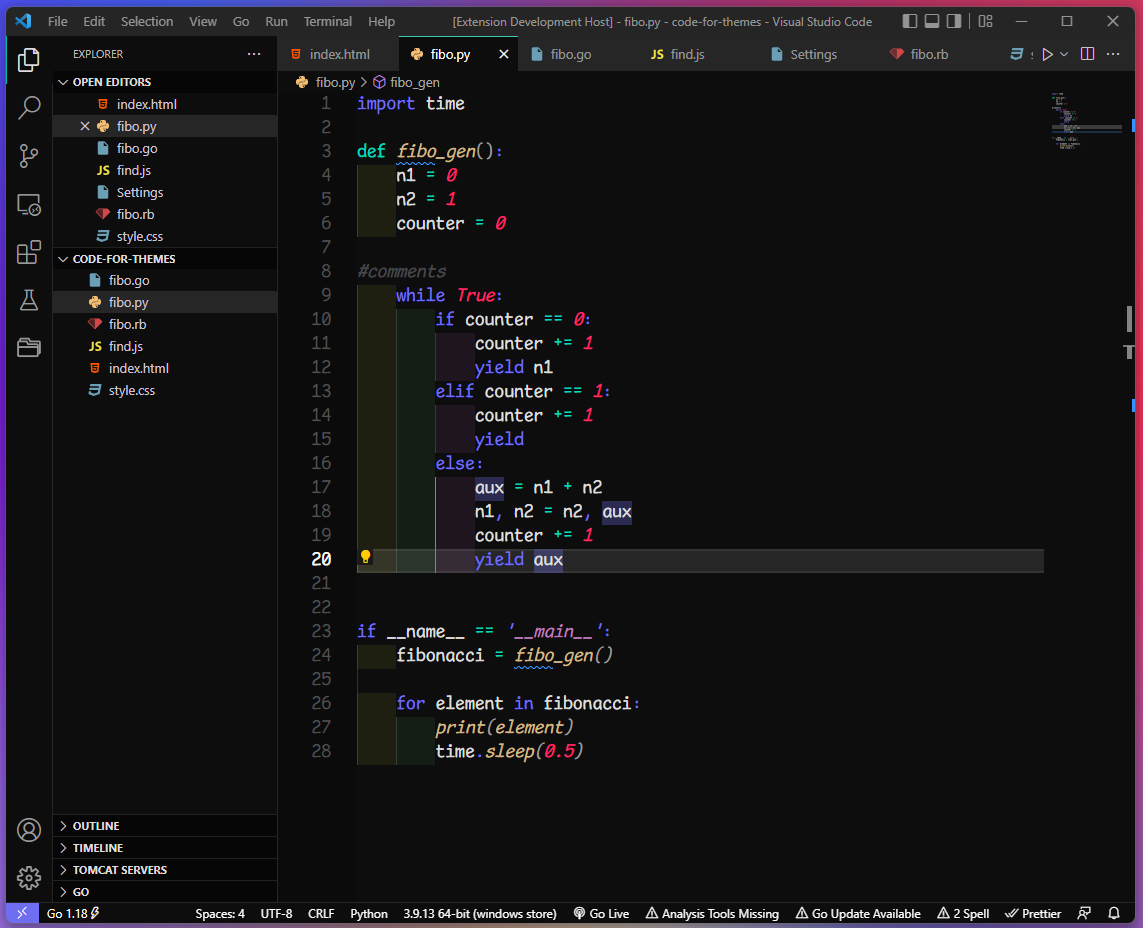 File Edit Selection View Go Run Terminal Help [Extension Development Host] - fibo.py - code-for-themes - Visual Studio Code
EXPLORER ···
index.html fibo.py fibo.go JS find.js Settings fibo.rb
OPEN EDITORS
index.html
fibo.py
fibo.go
JS find.js
Settings
fibo.rb
style.css
CODE-FOR-THEMES
fibo.go
fibo.py
fibo.rb
JS find.js
index.html
style.css
OUTLINE
TIMELINE
TOMCAT SERVERS
GO
fibo.py > fibo_gen
1 import time
2
3 def fibo_gen():
4 n1 = 0
5 n2 = 1
6 counter = 0
7
8 #comments
9 while True:
10 if counter == 0:
11 counter += 1
12 yield n1
13 elif counter == 1:
14 counter += 1
15 yield
16 else:
17 aux = n1 + n2
18 n1, n2 = n2, aux
19 counter += 1
20 yield aux
21
22
23 if __name__ == '__main__':
24 fibonacci = fibo_gen()
25
26 for element in fibonacci:
27 print(element)
28 time.sleep(0.5)
Go 1.18 Spaces: 4 UTF-8 CRLF Python 3.9.13 64-bit (windows store) Go Live Analysis Tools Missing Go Update Available 2 Spell Prettier